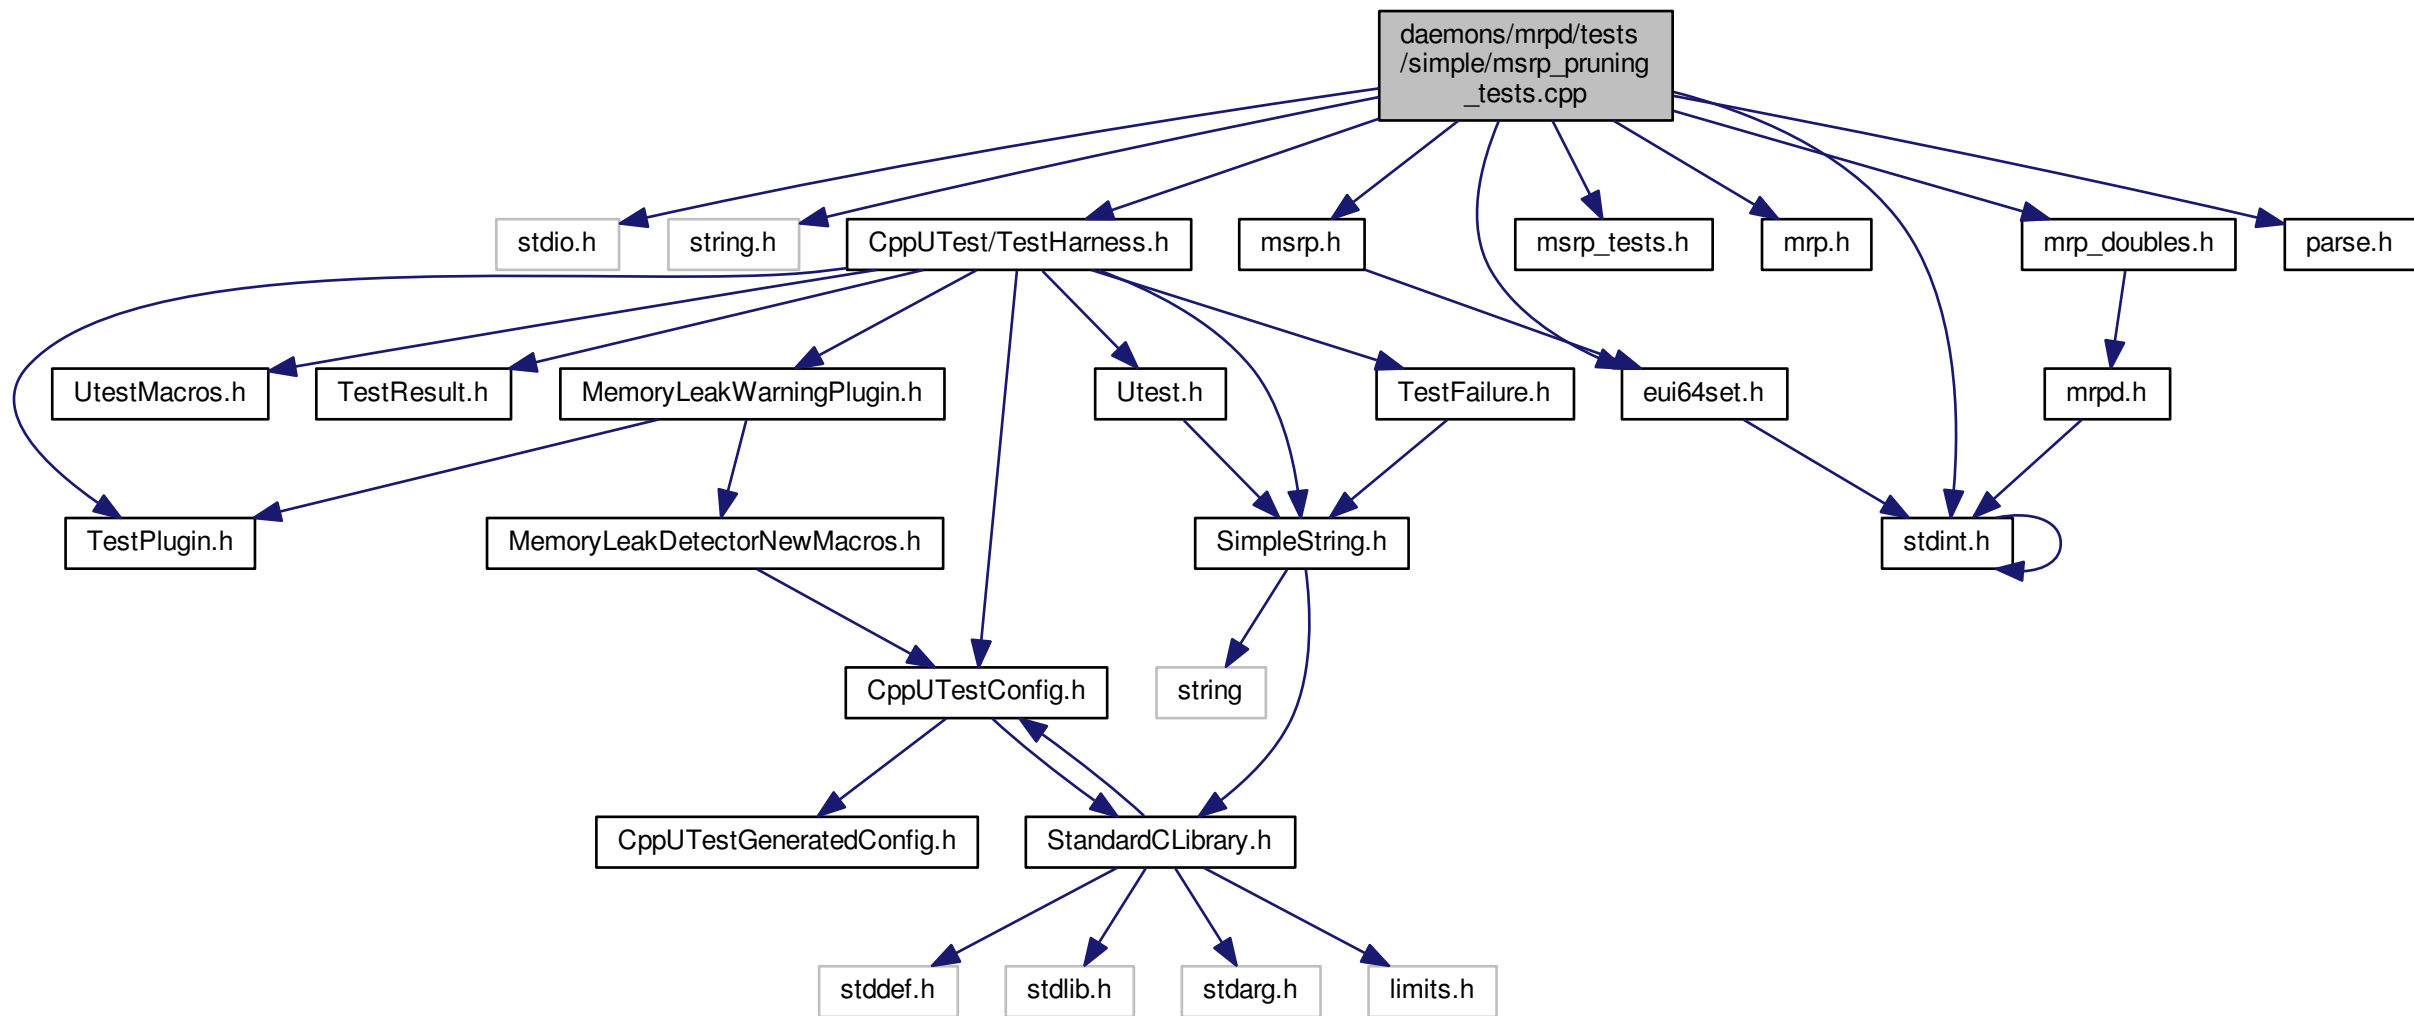 daemons/mrpd/tests
/simple/msrp_pruning
_tests.cpp
stdio.h
string.h
CppUTest/TestHarness.h
msrp.h
msrp_tests.h
mrp.h
mrp_doubles.h
parse.h
UtestMacros.h
TestResult.h
MemoryLeakWarningPlugin.h
Utest.h
TestFailure.h
eui64set.h
mrpd.h
TestPlugin.h
MemoryLeakDetectorNewMacros.h
SimpleString.h
stdint.h
CppUTestConfig.h
string
CppUTestGeneratedConfig.h
StandardCLibrary.h
stddef.h
stdlib.h
stdarg.h
limits.h